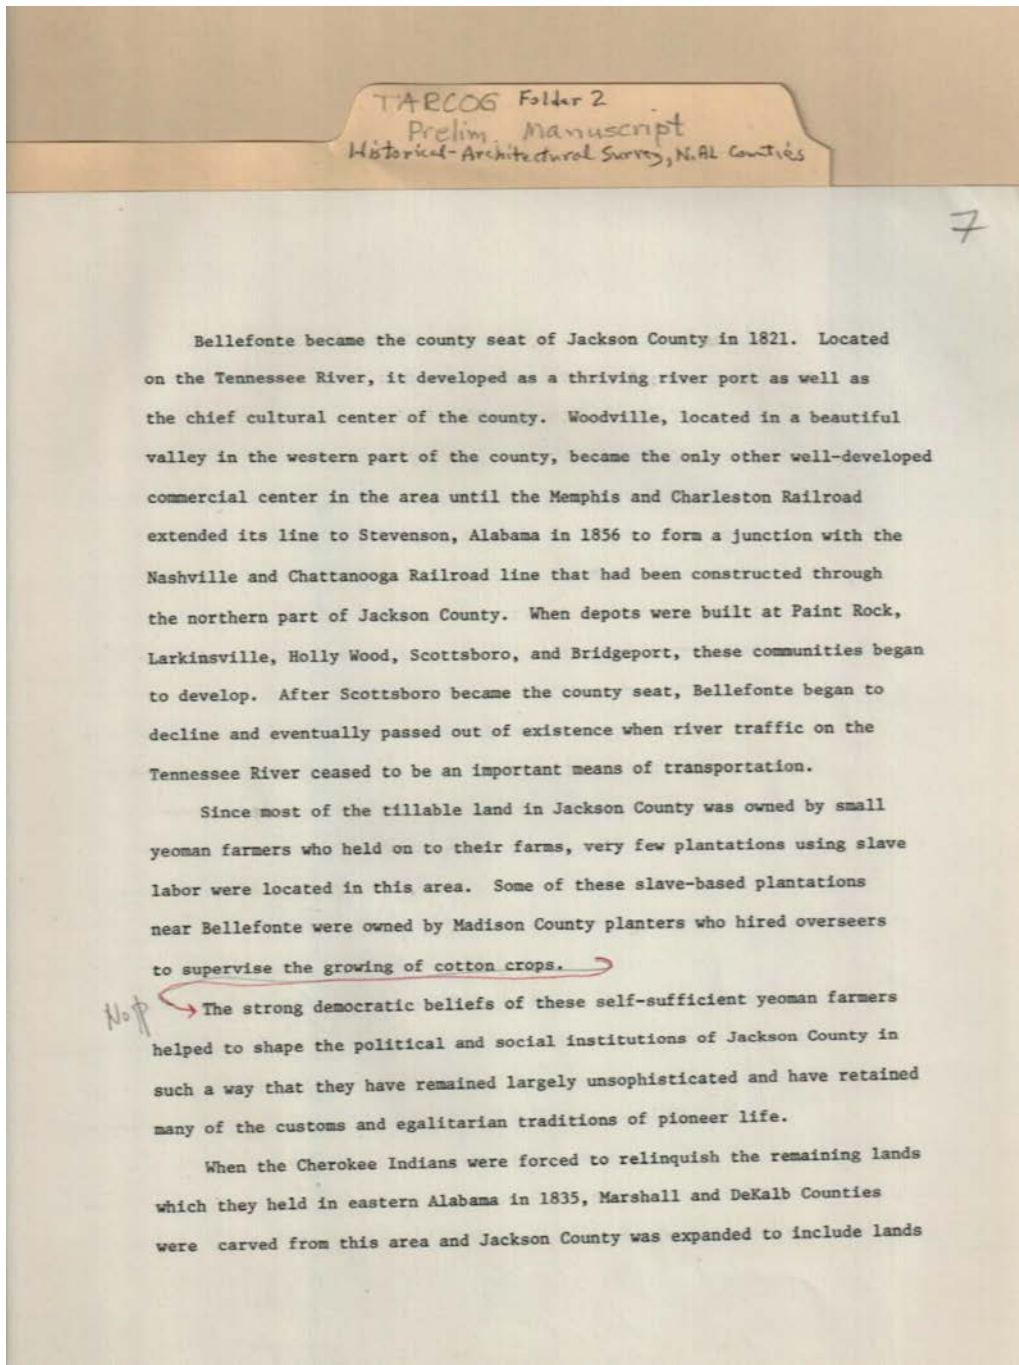 TARCOG Folder 2
Prelim. Manuscript
Historical-Architectural Survey, N. AL Counties
7
Bellefonte became the county seat of Jackson County in 1821. Located
on the Tennessee River, it developed as a thriving river port as well as
the chief cultural center of the county. Woodville, located in a beautiful
valley in the western part of the county, became the only other well-developed
commercial center in the area until the Memphis and Charleston Railroad
extended its line to Stevenson, Alabama in 1856 to form a junction with the
Nashville and Chattanooga Railroad line that had been constructed through
the northern part of Jackson County. When depots were built at Paint Rock,
Larkinsville, Holly Wood, Scottsboro, and Bridgeport, these communities began
to develop. After Scottsboro became the county seat, Bellefonte began to
decline and eventually passed out of existence when river traffic on the
Tennessee River ceased to be an important means of transportation.
Since most of the tillable land in Jackson County was owned by small
yeoman farmers who held on to their farms, very few plantations using slave
labor were located in this area. Some of these slave-based plantations
near Bellefonte were owned by Madison County planters who hired overseers
to supervise the growing of cotton crops.
No ¶
The strong democratic beliefs of these self-sufficient yeoman farmers
helped to shape the political and social institutions of Jackson County in
such a way that they have remained largely unsophisticated and have retained
many of the customs and egalitarian traditions of pioneer life.
When the Cherokee Indians were forced to relinquish the remaining lands
which they held in eastern Alabama in 1835, Marshall and DeKalb Counties
were carved from this area and Jackson County was expanded to include lands